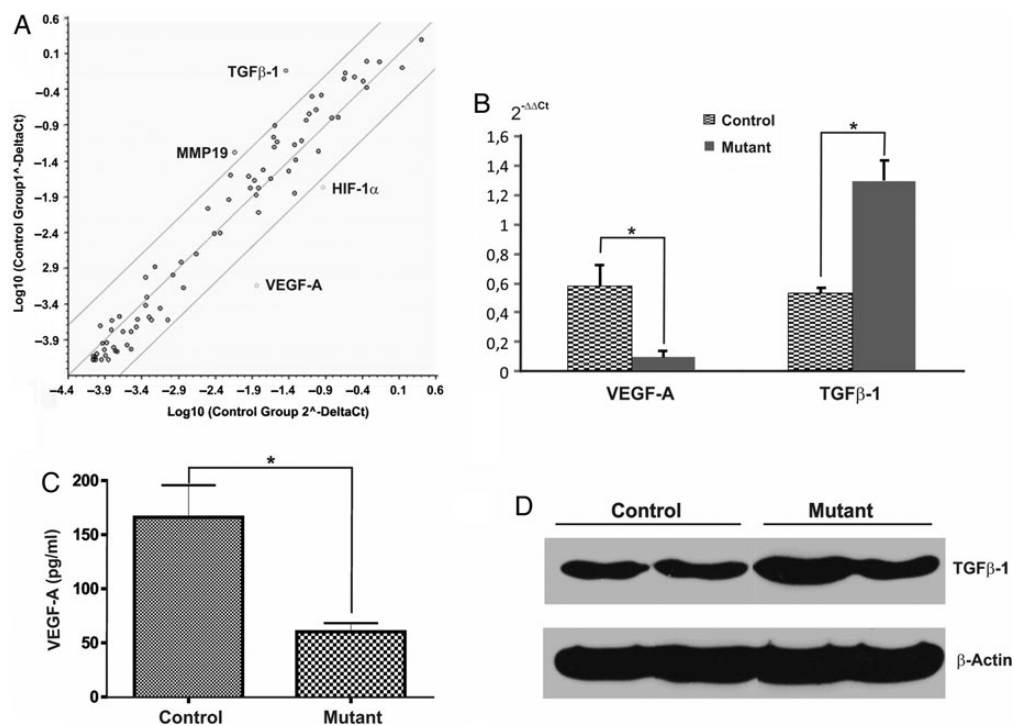 A
0.6
0.1
–0.4
–0.9
–1.4
–1.9
–2.4
–2.9
–3.4
–3.9
Log10 (Control Group1^-DeltaCt)
TGFβ-1
MMP19
HIF-1α
VEGF-A
–4.4 –3.9 –3.4 –2.9 –2.4 –1.9 –1.4 –0.9 –0.4 0.1 0.6
Log10 (Control Group 2^-DeltaCt)
B
2^-ΔΔCt
1,6
1,4
1,2
1
0,8
0,6
0,4
0,2
0
Control
Mutant
*
*
VEGF-A TGFβ-1
C
200
150
100
50
0
VEGF-A (pg/ml)
*
Control Mutant
D
Control Mutant
TGFβ-1
β-Actin